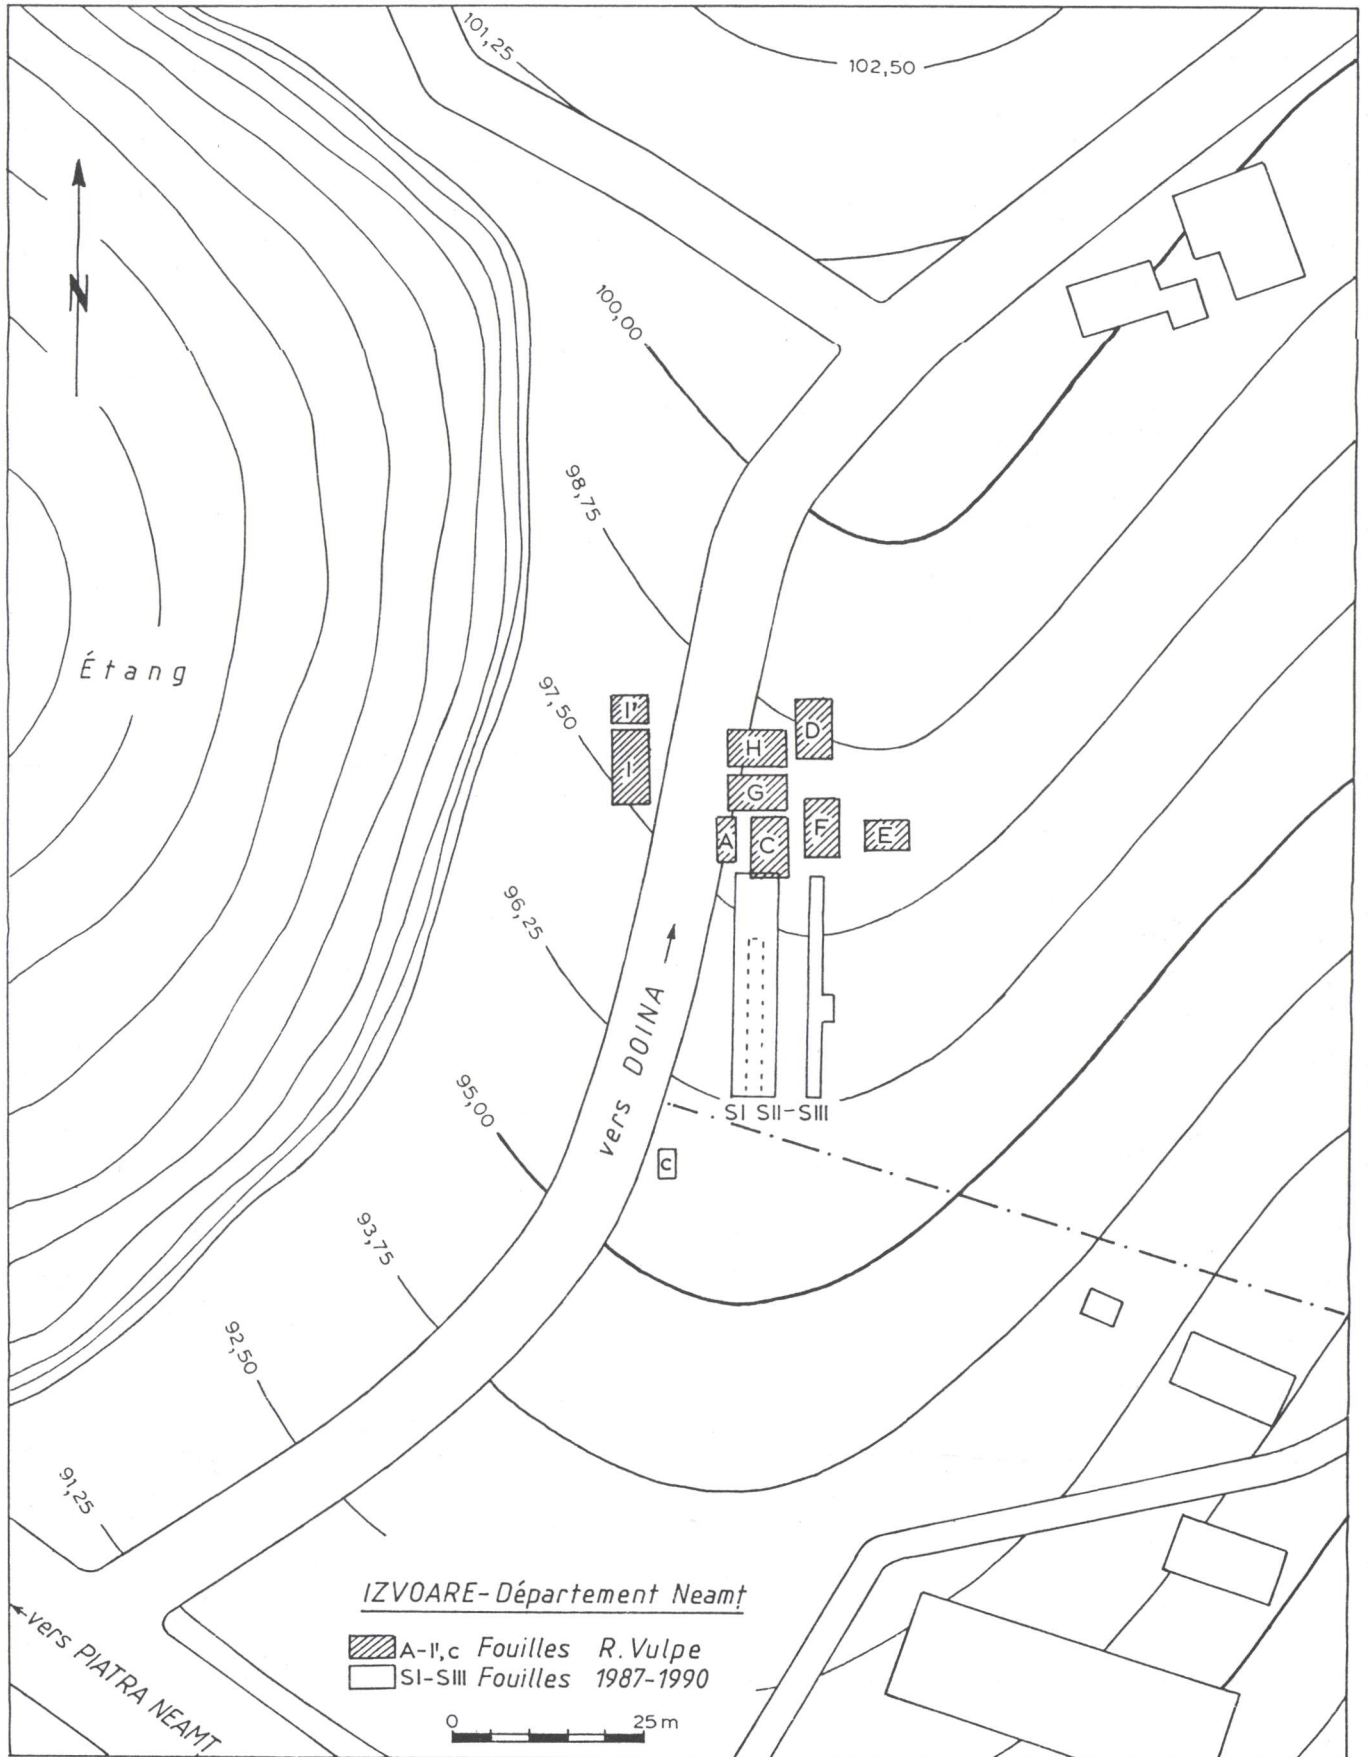 101,25
102,50
N
100,00
98,75
Étang
97,50
I'
D
H
I
G
F
A
C
E
96,25
vers DOINA
95,00
SI SII-SIII
c
93,75
92,50
91,25
IZVOARE-Département Neamţ
A-I',c Fouilles R. Vulpe
SI-SIII Fouilles 1987-1990
vers PIATRA NEAMT
0 25 m